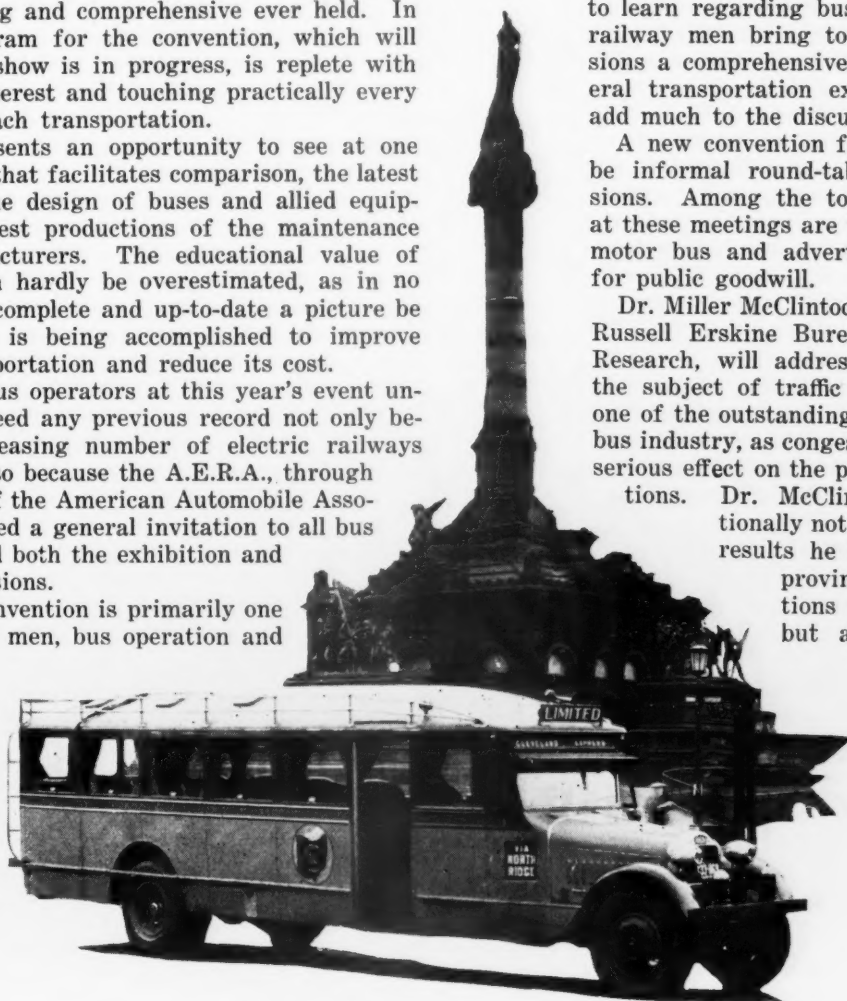 g and comprehensive ever held. In
ram for the convention, which will
show is in progress, is replete with
erest and touching practically every
ach transportation.
sents an opportunity to see at one
that facilitates comparison, the latest
e design of buses and allied equip-
est productions of the maintenance
cturers. The educational value of
n hardly be overestimated, as in no
complete and up-to-date a picture be
is being accomplished to improve
portation and reduce its cost.
us operators at this year's event un-
eed any previous record not only be-
easing number of electric railways
so because the A.E.R.A., through
f the American Automobile Asso-
ed a general invitation to all bus
d both the exhibition and
sions.
nvention is primarily one
men, bus operation and
to learn regarding bus
railway men bring to
sions a comprehensive
eral transportation ex
add much to the discu
A new convention f
be informal round-tal
sions. Among the to
at these meetings are
motor bus and adver
for public goodwill.
Dr. Miller McClintoc
Russell Erskine Bure
Research, will addres
the subject of traffic
one of the outstanding
bus industry, as conges
serious effect on the p
tions. Dr. McClin
tionally not
results he
provin
tions
but a
LIMITED
CLEVELAND
VIA
NORTH
RIDGE